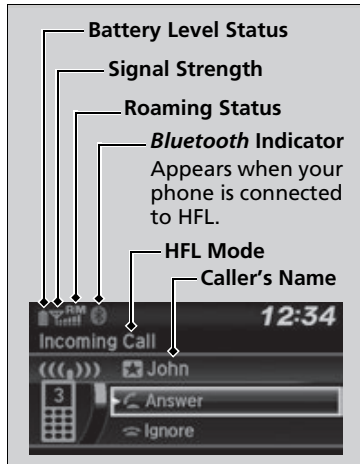 Battery Level Status
Signal Strength
Roaming Status
Bluetooth Indicator
Appears when your
phone is connected
to HFL.
HFL Mode
Caller's Name
RM
12:34
Incoming Call
John
3
Answer
Ignore